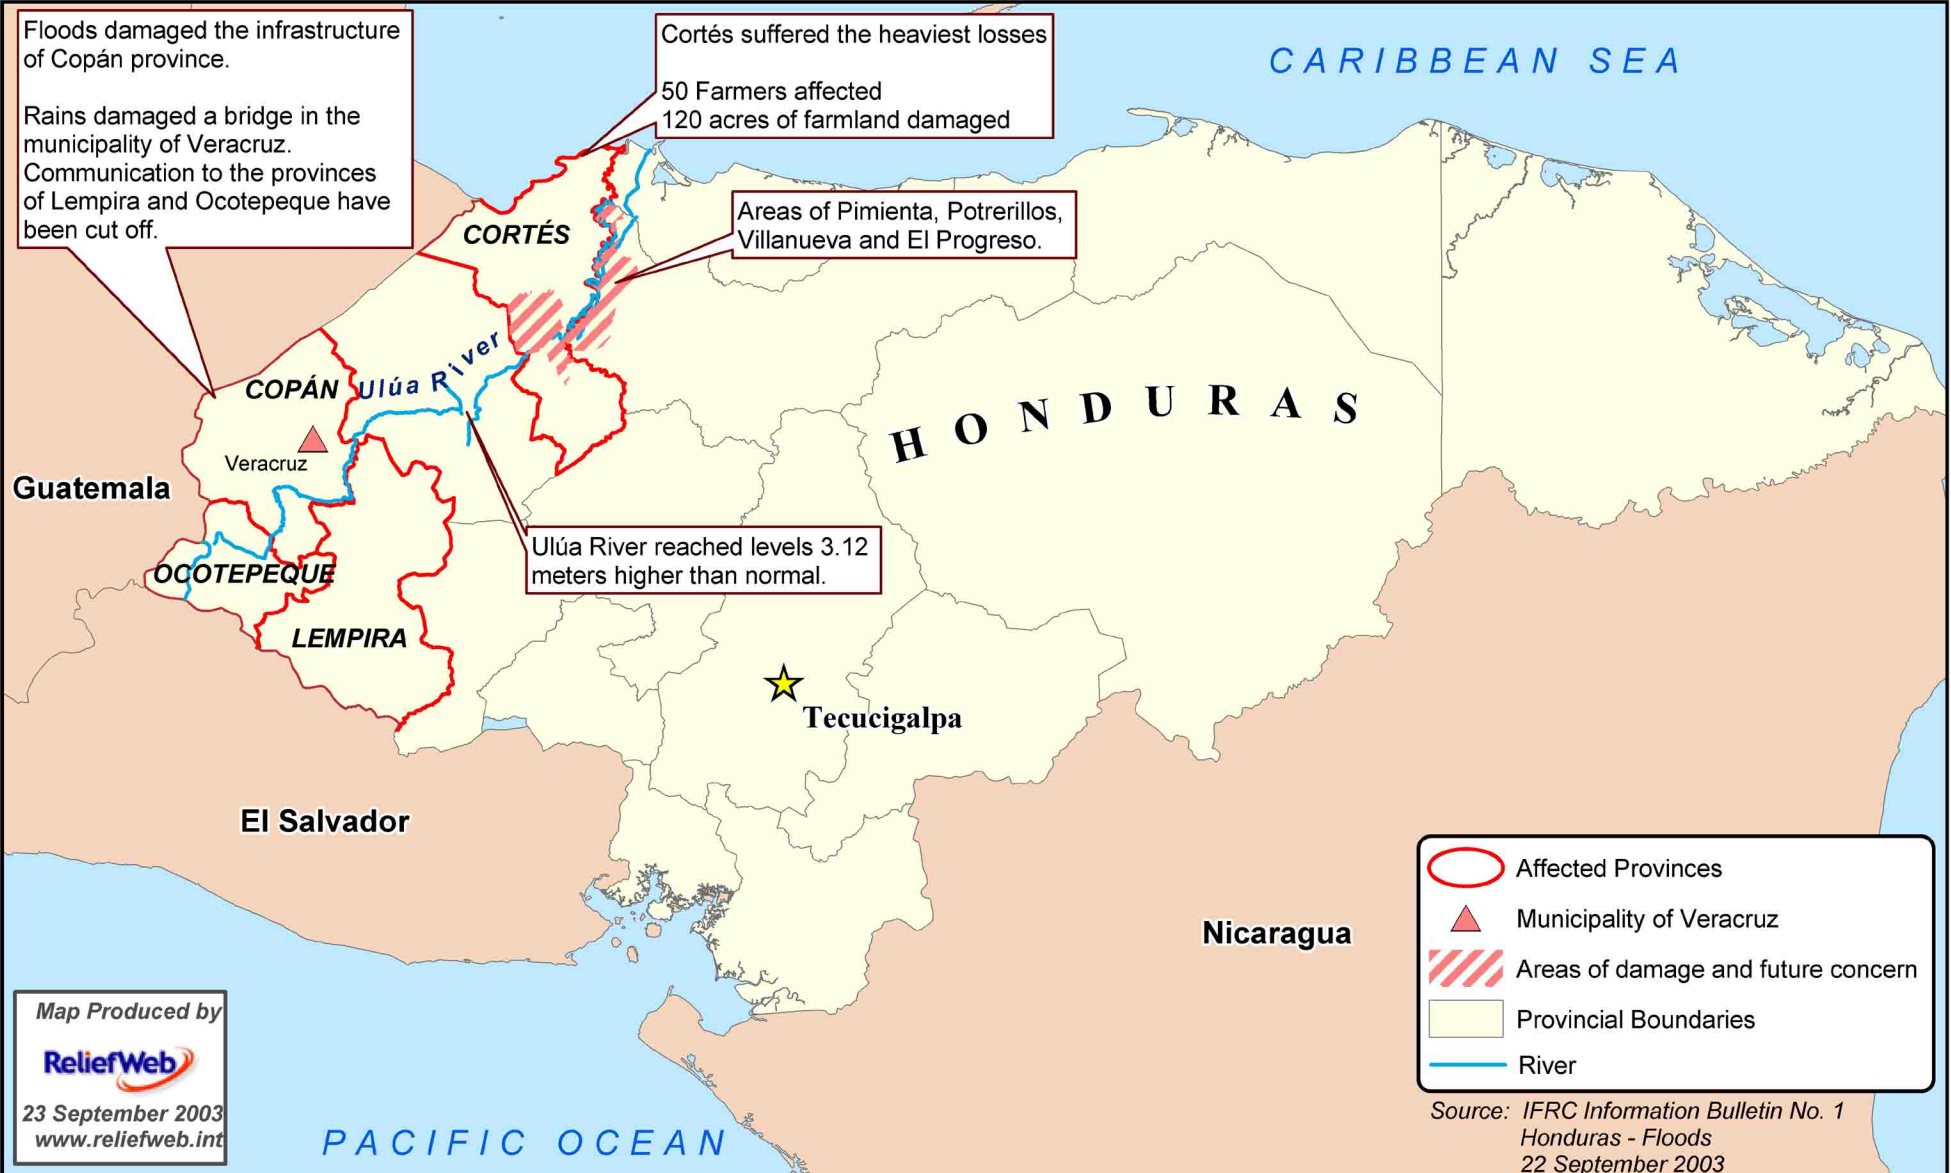 Floods damaged the infrastructure
of Copán province.
Rains damaged a bridge in the
municipality of Veracruz.
Communication to the provinces
of Lempira and Ocotepeque have
been cut off.
Cortés suffered the heaviest losses
50 Farmers affected
120 acres of farmland damaged
CARIBBEAN SEA
Areas of Pimienta, Potrerillos,
Villanueva and El Progreso.
CORTÉS
Ulúa River
COPÁN
HONDURAS
Veracruz
Guatemala
Ulúa River reached levels 3.12
meters higher than normal.
OCOTEPEQUE
LEMPIRA
Tecucigalpa
El Salvador
Nicaragua
Affected Provinces
Municipality of Veracruz
Areas of damage and future concern
Provincial Boundaries
River
Map Produced by
ReliefWeb
23 September 2003
www.reliefweb.int
PACIFIC OCEAN
Source: IFRC Information Bulletin No. 1
Honduras - Floods
22 September 2003